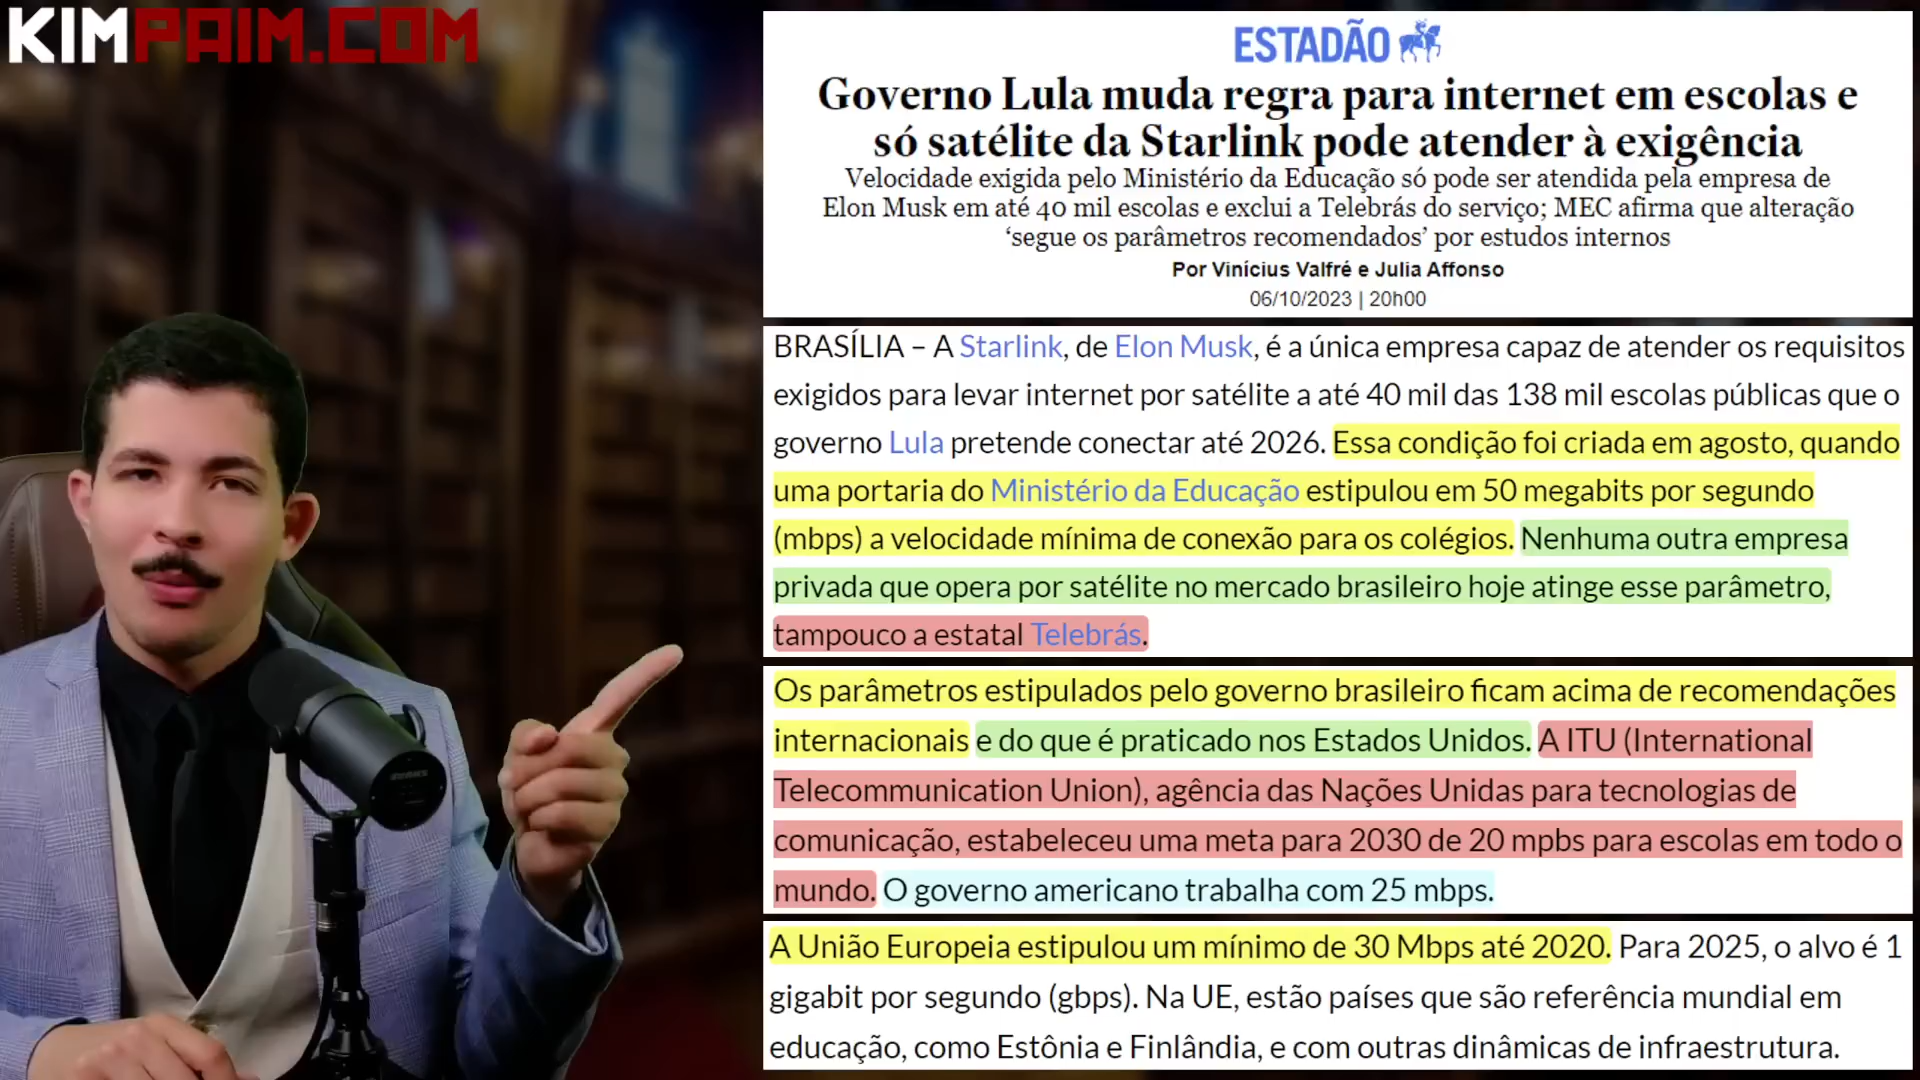 KIMPAIM.COM
ESTADÃO
Governo Lula muda regra para internet em escolas e
só satélite da Starlink pode atender à exigência
Velocidade exigida pelo Ministério da Educação só pode ser atendida pela empresa de
Elon Musk em até 40 mil escolas e exclui a Telebrás do serviço; MEC afirma que alteração
‘segue os parâmetros recomendados’ por estudos internos
Por Vinícius Valfré e Julia Affonso
06/10/2023 | 20h00
BRASÍLIA – A Starlink, de Elon Musk, é a única empresa capaz de atender os requisitos
exigidos para levar internet por satélite a até 40 mil das 138 mil escolas públicas que o
governo Lula pretende conectar até 2026. Essa condição foi criada em agosto, quando
uma portaria do Ministério da Educação estipulou em 50 megabits por segundo
(mbps) a velocidade mínima de conexão para os colégios. Nenhuma outra empresa
privada que opera por satélite no mercado brasileiro hoje atinge esse parâmetro,
tampouco a estatal Telebrás.
Os parâmetros estipulados pelo governo brasileiro ficam acima de recomendações
internacionais e do que é praticado nos Estados Unidos. A ITU (International
Telecommunication Union), agência das Nações Unidas para tecnologias de
comunicação, estabeleceu uma meta para 2030 de 20 mpbs para escolas em todo o
mundo. O governo americano trabalha com 25 mbps.
A União Europeia estipulou um mínimo de 30 Mbps até 2020. Para 2025, o alvo é 1
gigabit por segundo (gbps). Na UE, estão países que são referência mundial em
educação, como Estônia e Finlândia, e com outras dinâmicas de infraestrutura.